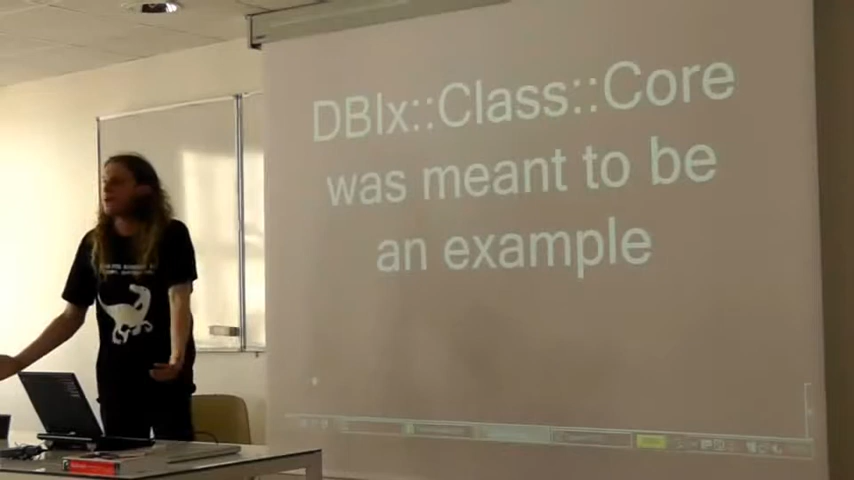 DBIx::Class::Core
was meant to be
an example